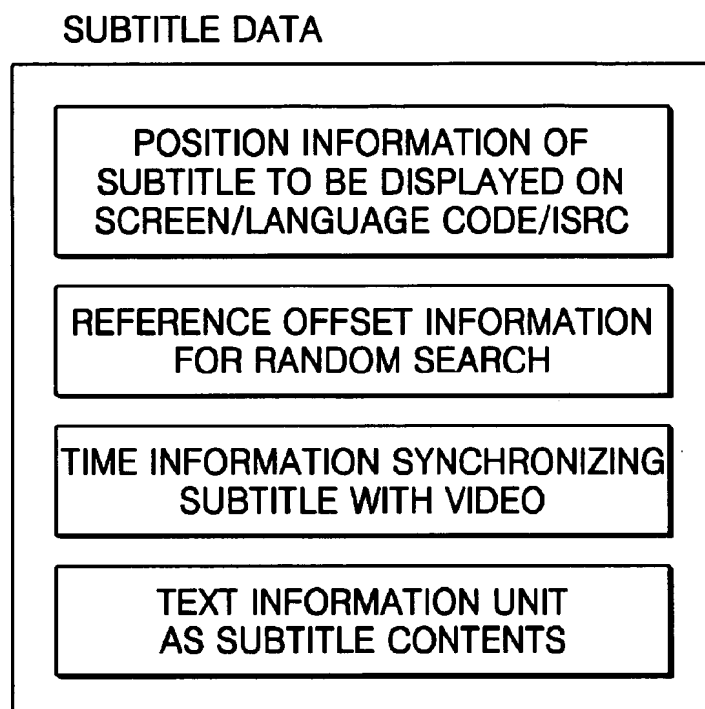 SUBTITLE DATA
POSITION INFORMATION OF
SUBTITLE TO BE DISPLAYED ON
SCREEN/LANGUAGE CODE/ISRC
REFERENCE OFFSET INFORMATION
FOR RANDOM SEARCH
TIME INFORMATION SYNCHRONIZING
SUBTITLE WITH VIDEO
TEXT INFORMATION UNIT
AS SUBTITLE CONTENTS